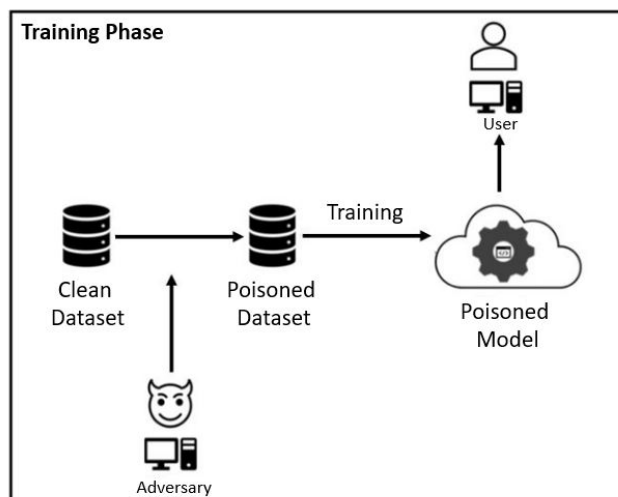 Training Phase
User
Training
Clean
Dataset
Poisoned
Dataset
Poisoned
Model
Adversary